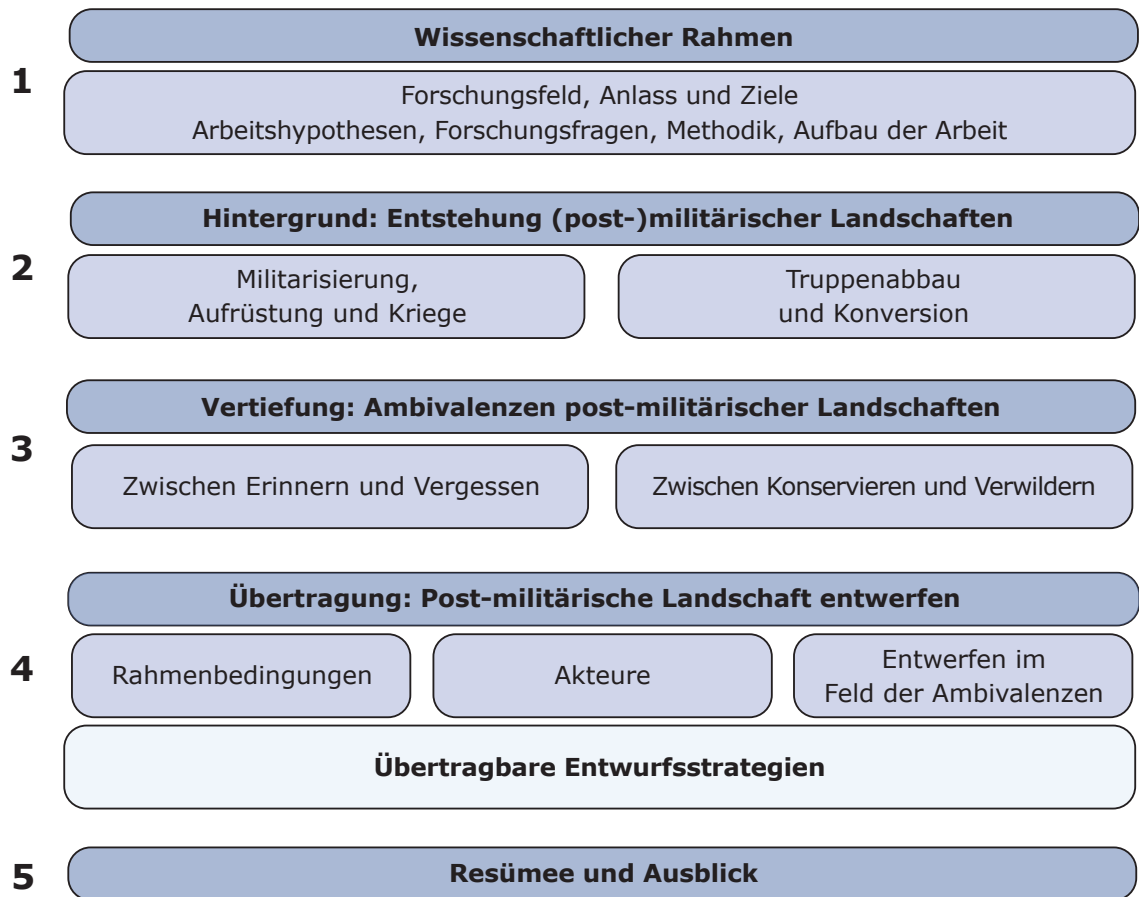 Wissenschaftlicher Rahmen
1
Forschungsfeld, Anlass und Ziele
Arbeitshypothesen, Forschungsfragen, Methodik, Aufbau der Arbeit
Hintergrund: Entstehung (post-)militärischer Landschaften
2
Militarisierung,
Aufrüstung und Kriege
Truppenabbau
und Konversion
Vertiefung: Ambivalenzen post-militärischer Landschaften
3
Zwischen Erinnern und Vergessen
Zwischen Konservieren und Verwildern
Übertragung: Post-militärische Landschaft entwerfen
4
Rahmenbedingungen
Akteure
Entwerfen im
Feld der Ambivalenzen
Übertragbare Entwurfsstrategien
5
Resümee und Ausblick